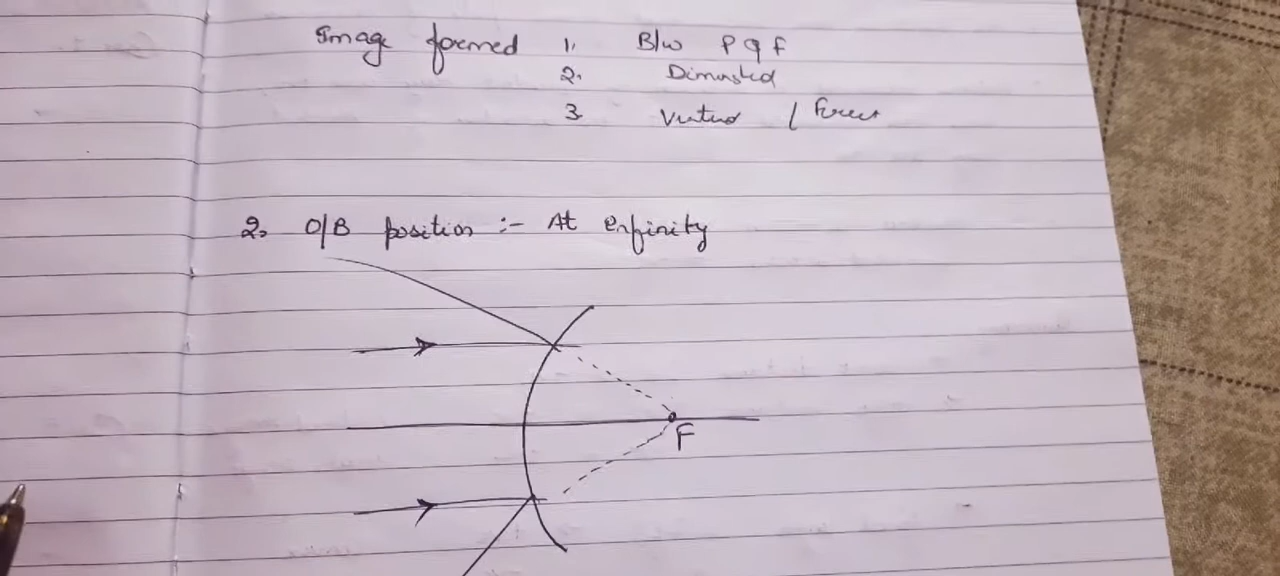 Image formed 1. B/w P & F
2. Diminished
3. Virtual / Erect
2. O/B position :- At infinity
F